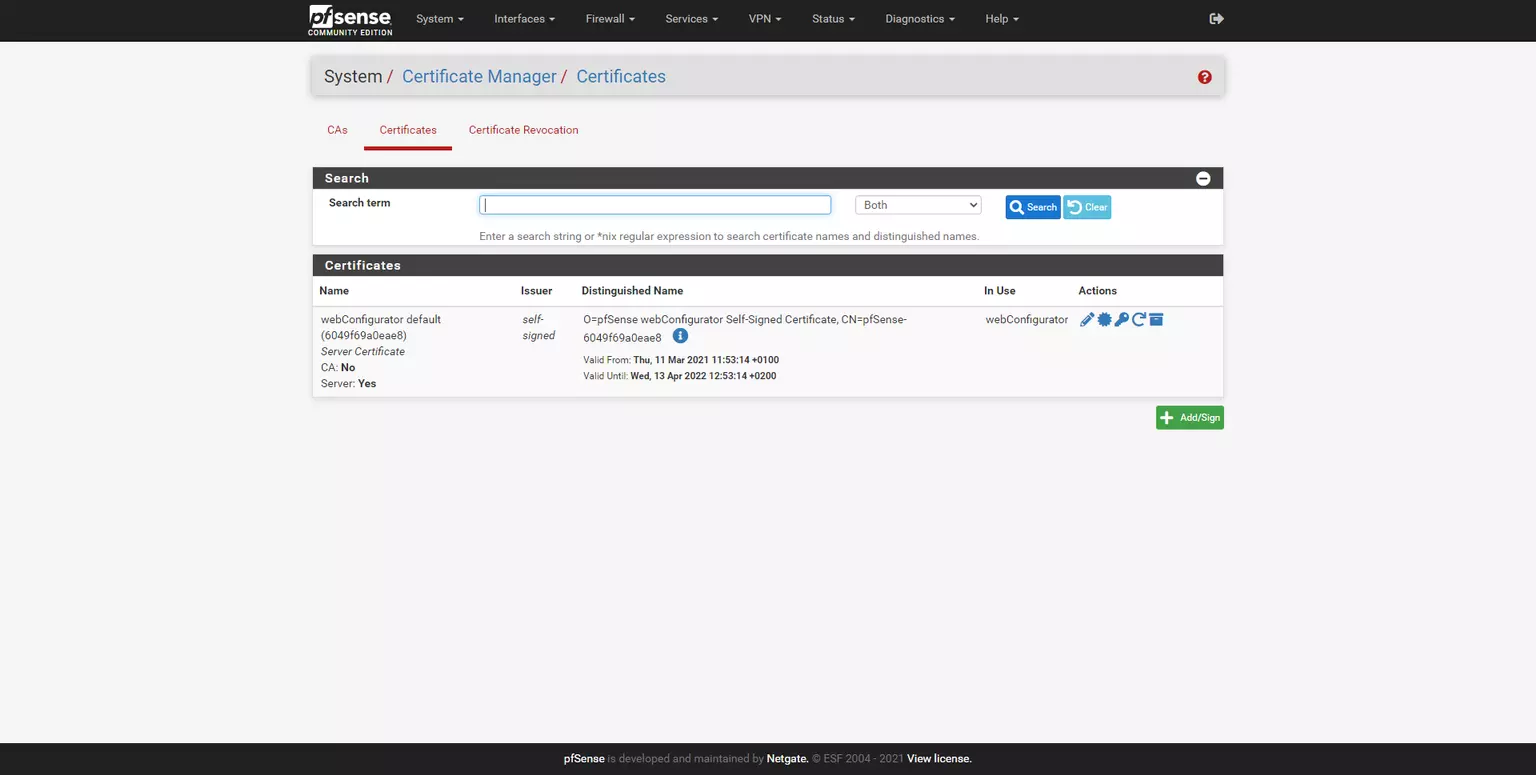 pfsense
COMMUNITY EDITION
System
Interfaces
Firewall
Services
VPN
Status
Diagnostics
Help
System / Certificate Manager / Certificates
CAs
Certificates
Certificate Revocation
Search
Search term
Both
Search
Clear
Enter a search string or *nix regular expression to search certificate names and distinguished names.
Certificates
Name
Issuer
Distinguished Name
In Use
Actions
webConfigurator default
(6049f69a0eae8)
Server Certificate
CA: No
Server: Yes
self-
signed
O=pfSense webConfigurator Self-Signed Certificate, CN=pfSense-
6049f69a0eae8
Valid From: Thu, 11 Mar 2021 11:53:14 +0100
Valid Until: Wed, 13 Apr 2022 12:53:14 +0200
webConfigurator
Add/Sign
pfSense is developed and maintained by Netgate. © ESF 2004 - 2021 View license.